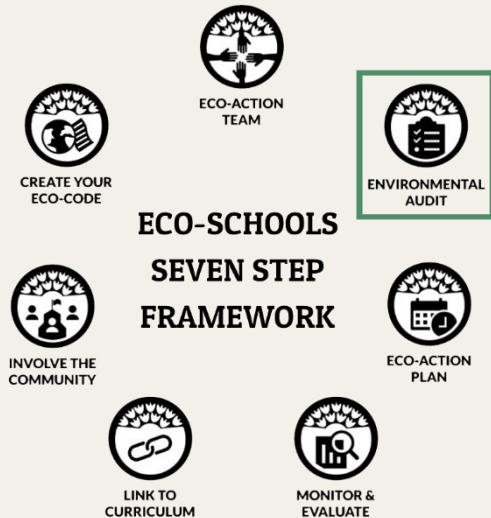 ECO-ACTION
TEAM
ENVIRONMENTAL
AUDIT
ECO-ACTION
PLAN
MONITOR &
EVALUATE
LINK TO
CURRICULUM
INVOLVE THE
COMMUNITY
CREATE YOUR
ECO-CODE
ECO-SCHOOLS
SEVEN STEP
FRAMEWORK